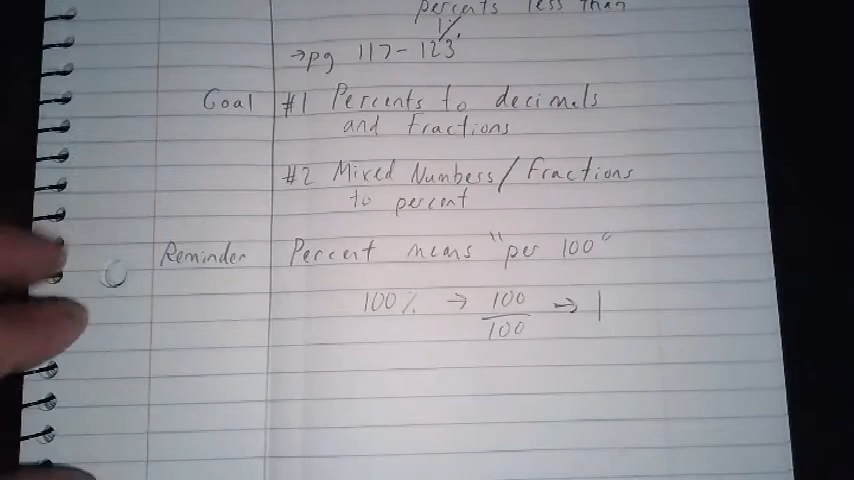 percents less than
1%
→pg 117-123
Goal #1 Percents to decimals
and Fractions
#2 Mixed Numbers/Fractions
to percent
Reminder Percent means "per 100"
100% → 100/100 → 1